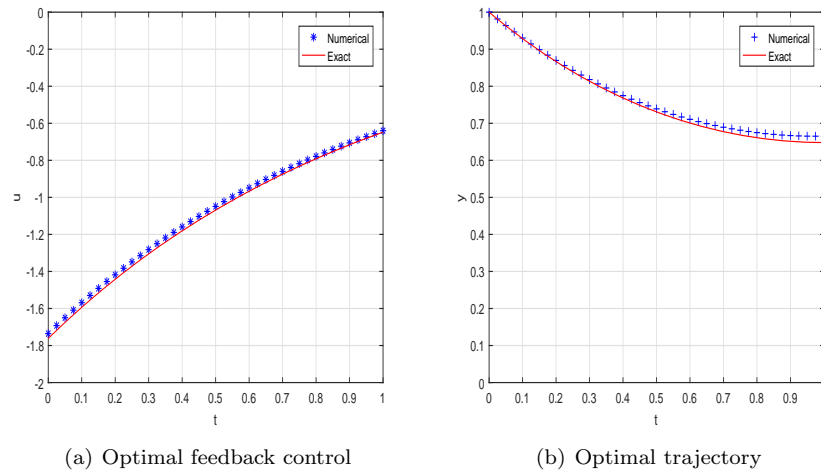 0
-0.2
-0.4
-0.6
-0.8
-1
-1.2
-1.4
-1.6
-1.8
-2
u
0 0.1 0.2 0.3 0.4 0.5 0.6 0.7 0.8 0.9 1
t
Numerical
Exact
(a) Optimal feedback control
1
0.9
0.8
0.7
0.6
0.5
0.4
0.3
0.2
0.1
0
y
0 0.1 0.2 0.3 0.4 0.5 0.6 0.7 0.8 0.9
t
Numerical
Exact
(b) Optimal trajectory